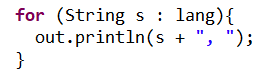 for (String s : lang){
  out.println(s + ", ");
}